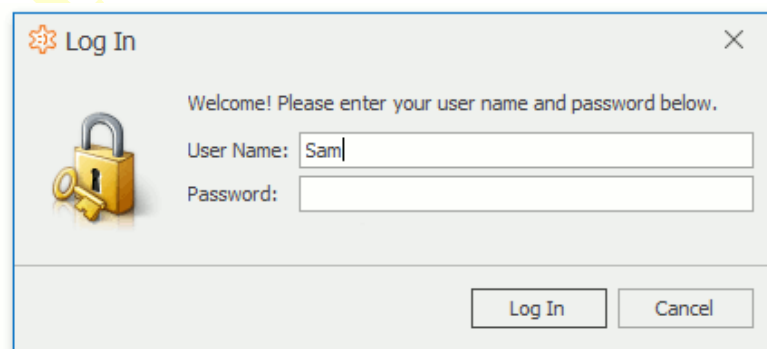 Log In
Welcome! Please enter your user name and password below.
User Name: Sam
Password:
Log In Cancel